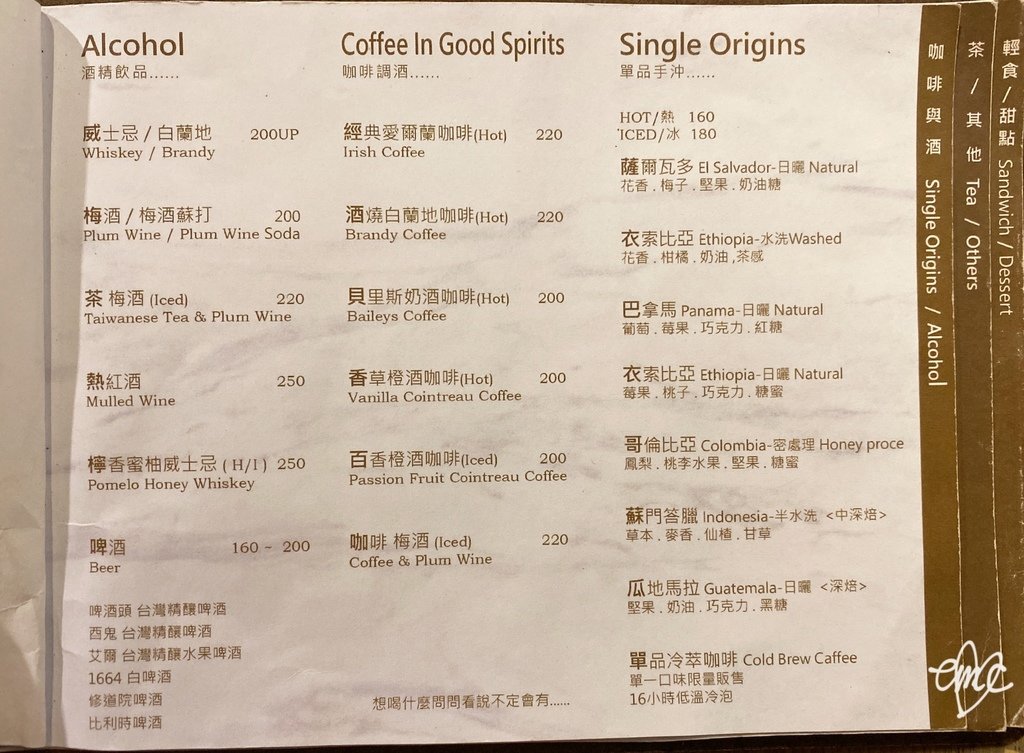 Alcohol
酒精飲品......
威士忌 / 白蘭地 200UP
Whiskey / Brandy
梅酒 / 梅酒蘇打 200
Plum Wine / Plum Wine Soda
茶 梅酒 (Iced) 220
Taiwanese Tea & Plum Wine
熱紅酒 250
Mulled Wine
檸香蜜柚威士忌 ( H/I ) 250
Pomelo Honey Whiskey
啤酒 160 ~ 200
Beer
啤酒頭 台灣精釀啤酒
酉鬼 台灣精釀啤酒
艾爾 台灣精釀水果啤酒
1664 白啤酒
修道院啤酒
比利時啤酒
Coffee In Good Spirits
咖啡調酒......
經典愛爾蘭咖啡(Hot) 220
Irish Coffee
酒燒白蘭地咖啡(Hot) 220
Brandy Coffee
貝里斯奶酒咖啡(Hot) 200
Baileys Coffee
香草橙酒咖啡(Hot) 200
Vanilla Cointreau Coffee
百香橙酒咖啡(Iced) 200
Passion Fruit Cointreau Coffee
咖啡 梅酒 (Iced) 220
Coffee & Plum Wine
想喝什麼問問看說不定會有......
Single Origins
單品手沖......
HOT/熱 160
ICED/冰 180
薩爾瓦多 El Salvador-日曬 Natural
花香 . 梅子 . 堅果 . 奶油糖
衣索比亞 Ethiopia-水洗Washed
花香 . 柑橘 . 奶油 ,茶感
巴拿馬 Panama-日曬 Natural
葡萄 . 莓果 . 巧克力 . 紅糖
衣索比亞 Ethiopia-日曬 Natural
莓果 . 桃子 . 巧克力 . 糖蜜
哥倫比亞 Colombia-密處理 Honey proce
鳳梨 . 桃李水果 . 堅果 . 糖蜜
蘇門答臘 Indonesia-半水洗 <中深焙>
草本 . 麥香 . 仙楂 . 甘草
瓜地馬拉 Guatemala-日曬 <深焙>
堅果 . 奶油 . 巧克力 . 黑糖
單品冷萃咖啡 Cold Brew Caffee
單一口味限量販售
16小時低溫冷泡
咖啡與酒 Single Origins / Alcohol
茶 / 其他 Tea / Others
輕食 / 甜點 Sandwich / Dessert